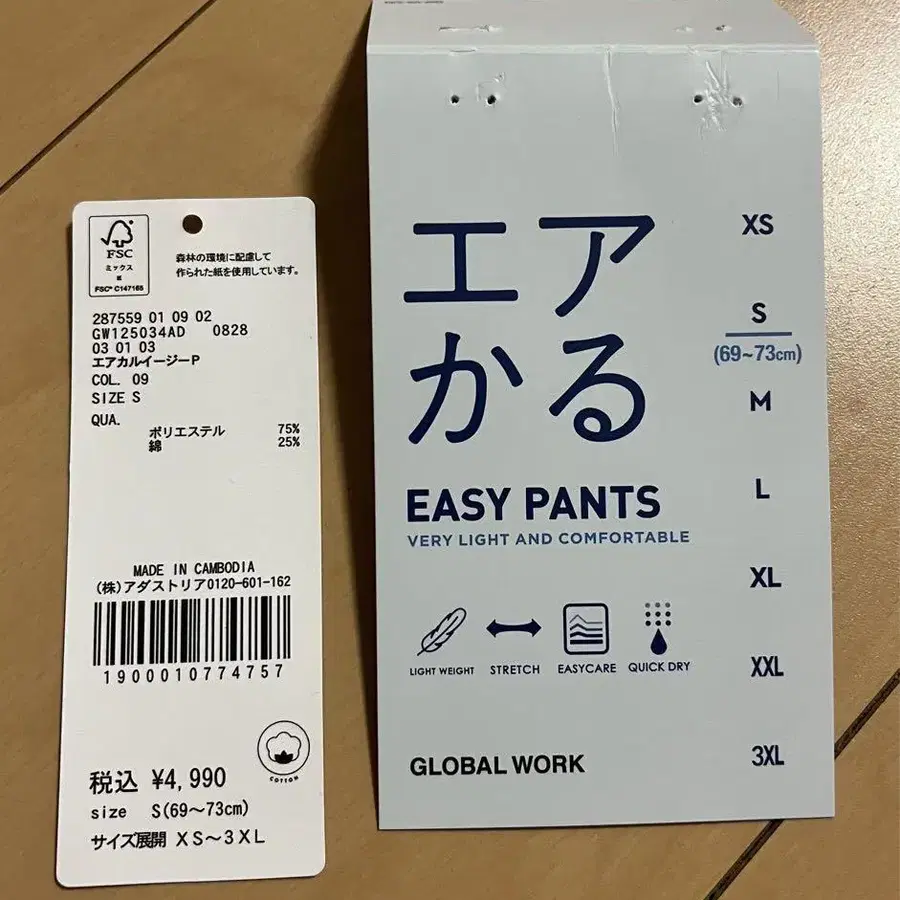 FSC
ミックス
紙
FSC® C147165
森林の環境に配慮して
作られた紙を使用しています。
287559 01 09 02
GW125034AD 0828
03 01 03
エアカルイージーP
COL. 09
SIZE S
QUA.
ポリエステル 75%
綿 25%
MADE IN CAMBODIA
(株)アダストリア0120-601-162
1900010774757
COTTON
税込 ¥4,990
size S(69～73cm)
サイズ展開 XS～3XL
エア
かる
EASY PANTS
VERY LIGHT AND COMFORTABLE
LIGHT WEIGHT
STRETCH
EASYCARE
QUICK DRY
GLOBAL WORK
XS
S
(69~73cm)
M
L
XL
XXL
3XL